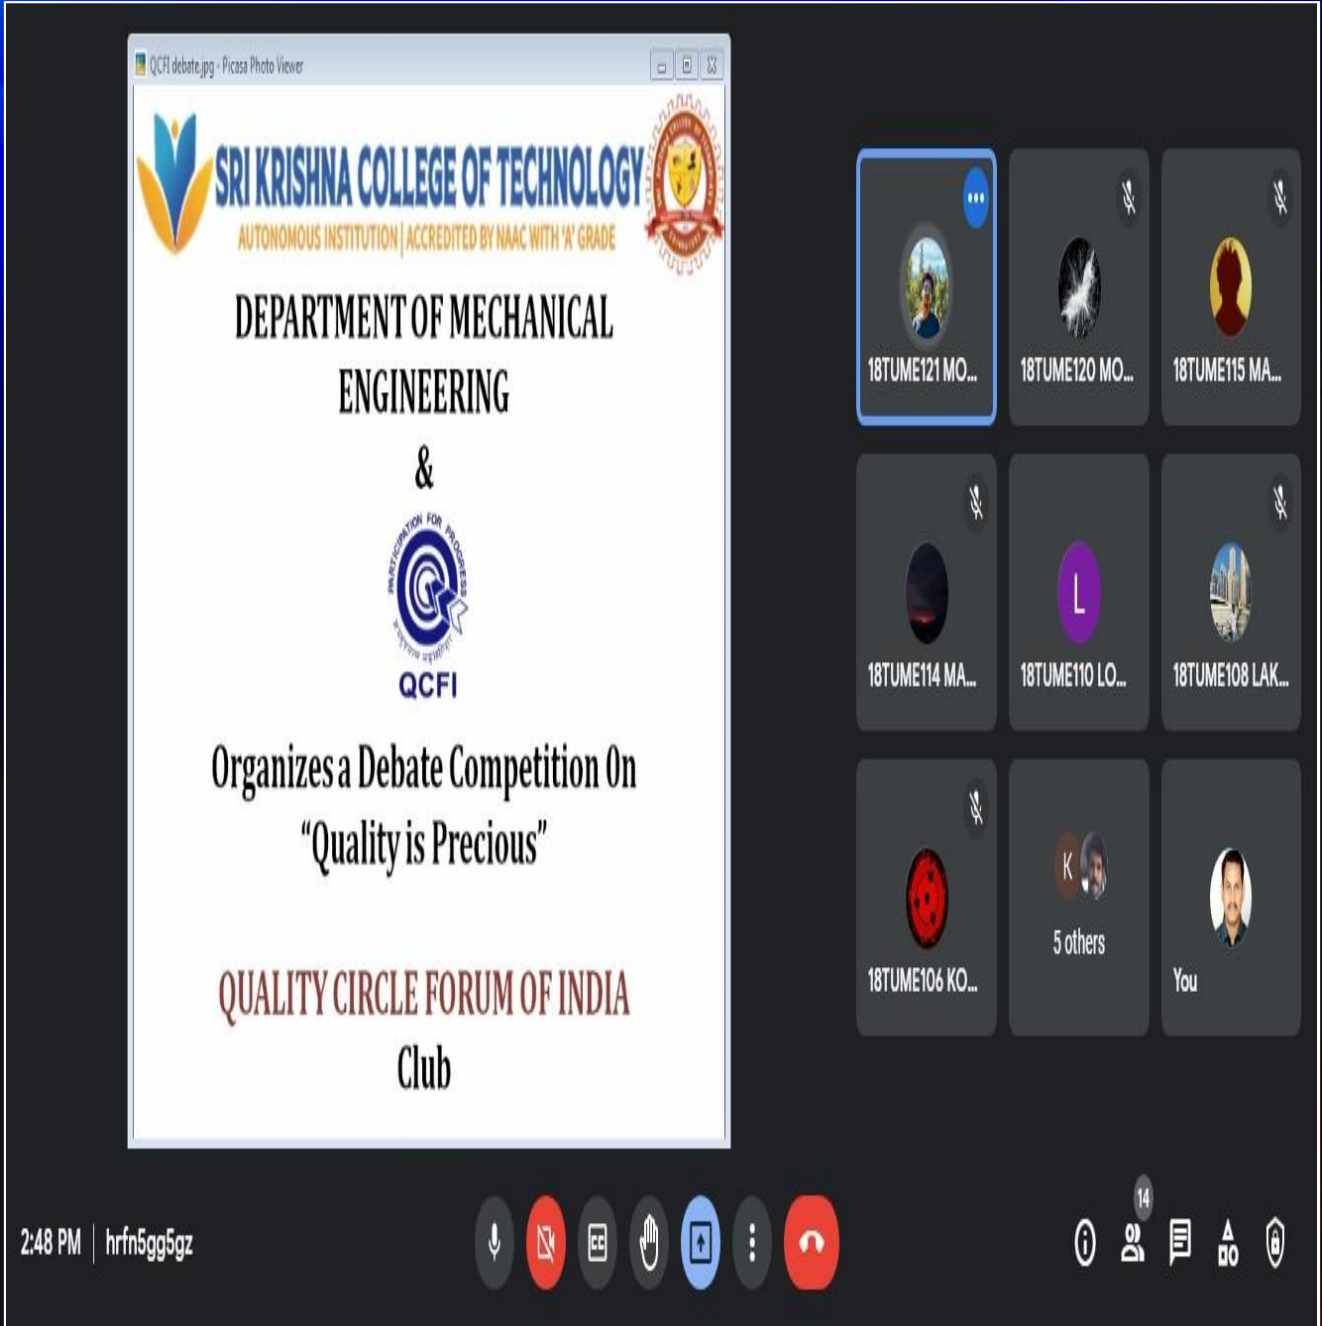 QCFI debate.jpg - Picasa Photo Viewer
SRI KRISHNA COLLEGE OF TECHNOLOGY
AUTONOMOUS INSTITUTION | ACCREDITED BY NAAC WITH 'A' GRADE
DEPARTMENT OF MECHANICAL
ENGINEERING
&
PARTICIPATION FOR PROGRESS
QCFI
Organizes a Debate Competition On
“Quality is Precious”
QUALITY CIRCLE FORUM OF INDIA
Club
18TUME121 MO...
18TUME120 MO...
18TUME115 MA...
18TUME114 MA...
L
18TUME110 LO...
18TUME108 LAK...
18TUME106 KO...
K
5 others
You
2:48 PM | hrfn5gg5gz
CC
14